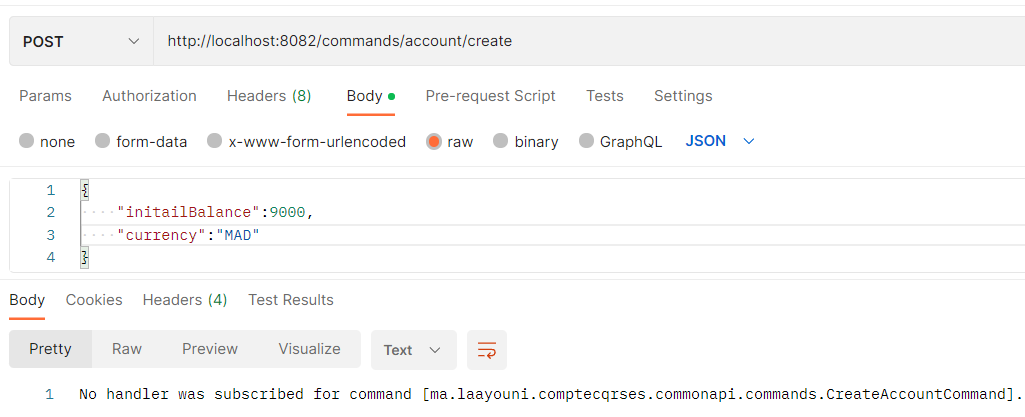 POST http://localhost:8082/commands/account/create
Params Authorization Headers (8) Body Pre-request Script Tests Settings
none form-data x-www-form-urlencoded raw binary GraphQL JSON
1 {
2 "initailBalance":9000,
3 "currency":"MAD"
4 }
Body Cookies Headers (4) Test Results
Pretty Raw Preview Visualize Text
1 No handler was subscribed for command [ma.laayouni.comptecqrses.commonapi.commands.CreateAccountCommand].